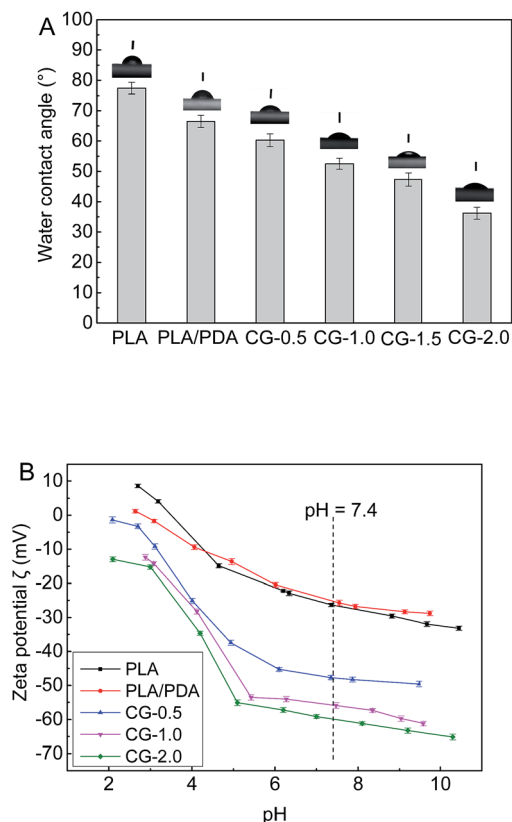 A
100
90
80
70
60
50
40
30
20
10
0
Water contact angle (°)
PLA PLA/PDA CG-0.5 CG-1.0 CG-1.5 CG-2.0
B
10
0
-10
-20
-30
-40
-50
-60
-70
Zeta potential ζ (mV)
pH = 7.4
PLA
PLA/PDA
CG-0.5
CG-1.0
CG-2.0
2 4 6 8 10
pH